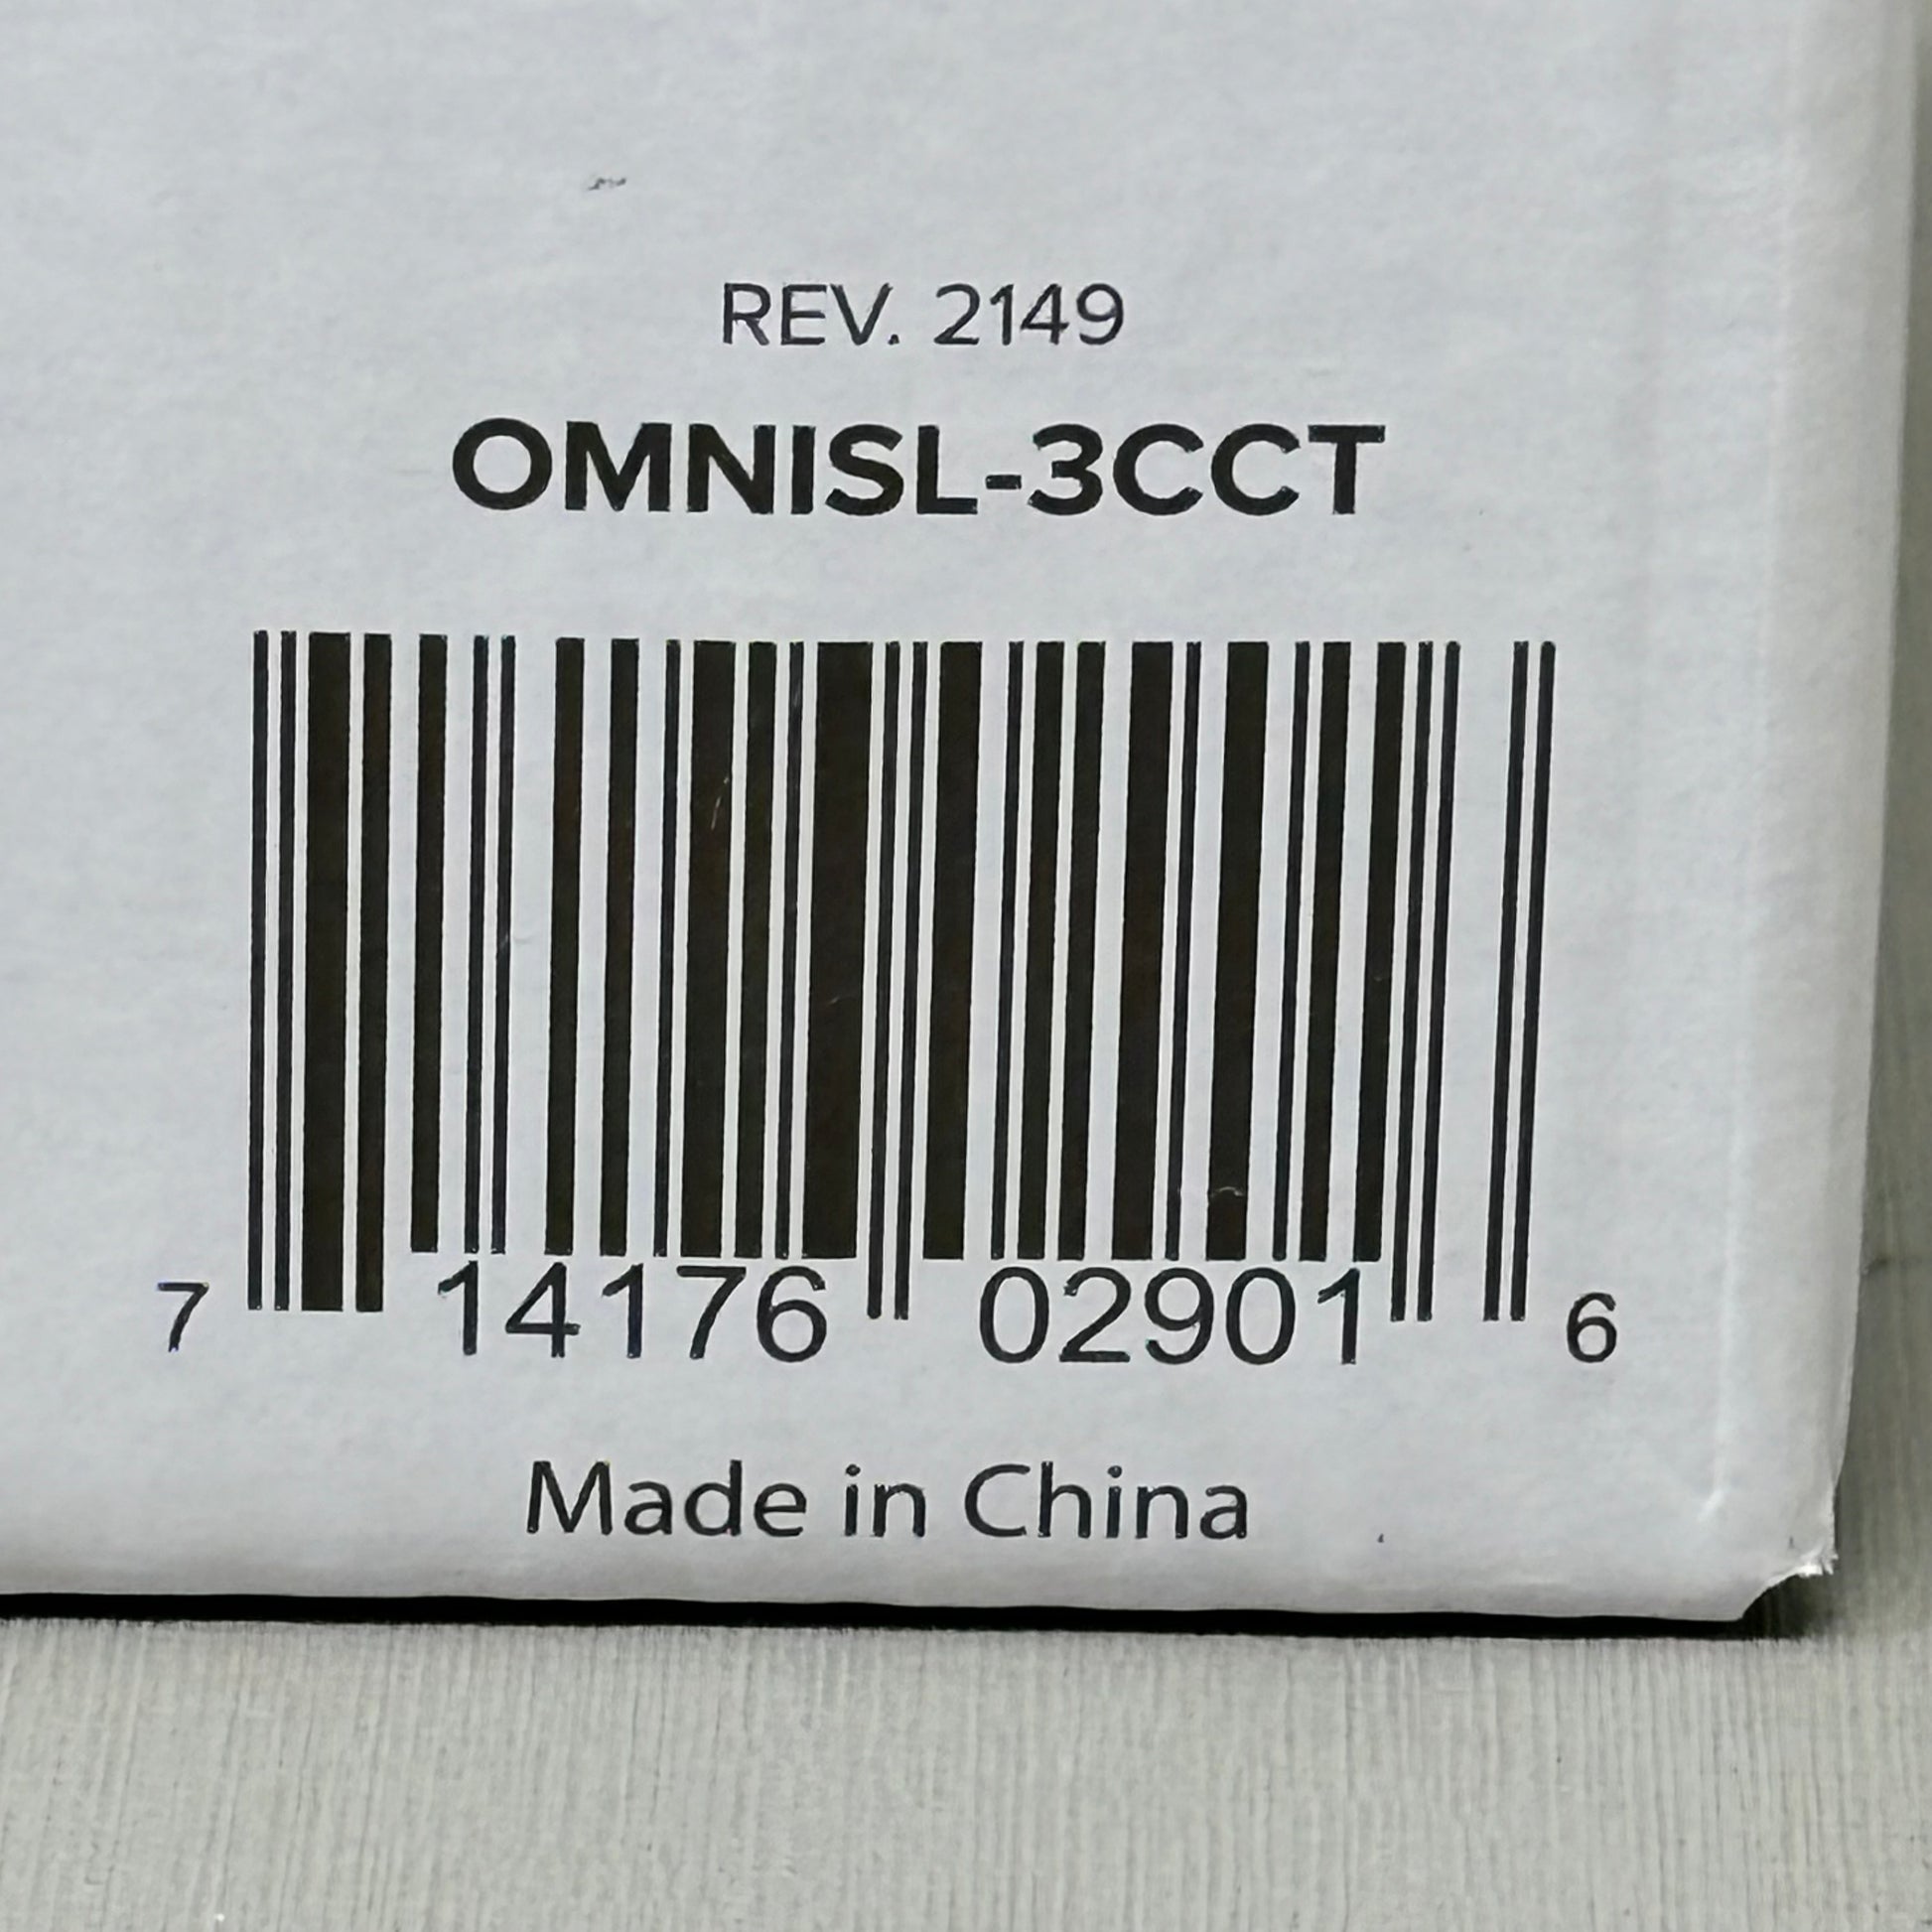 REV. 2149
OMNISL-3CCT
7 14176 02901 6
Made in China